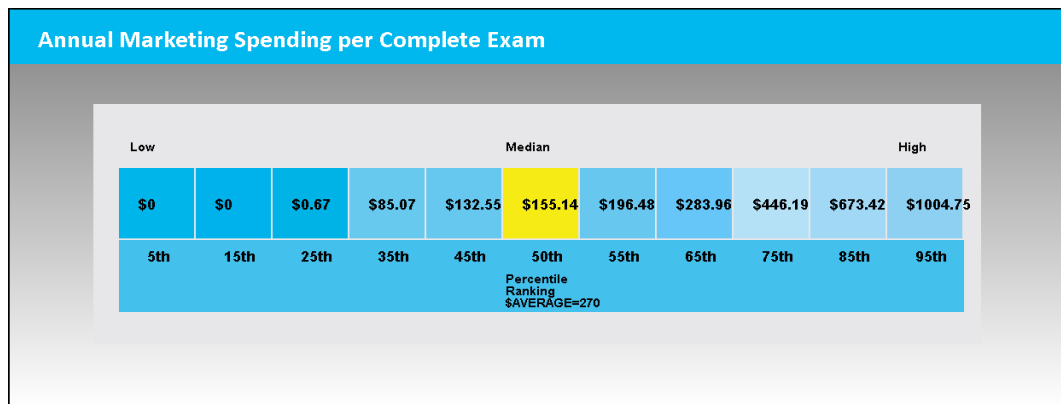 Annual Marketing Spending per Complete Exam
Low Median High
$0 $0 $0.67 $85.07 $132.55 $155.14 $196.48 $283.96 $446.19 $673.42 $1004.75
5th 15th 25th 35th 45th 50th 55th 65th 75th 85th 95th
Percentile
Ranking
$AVERAGE=270